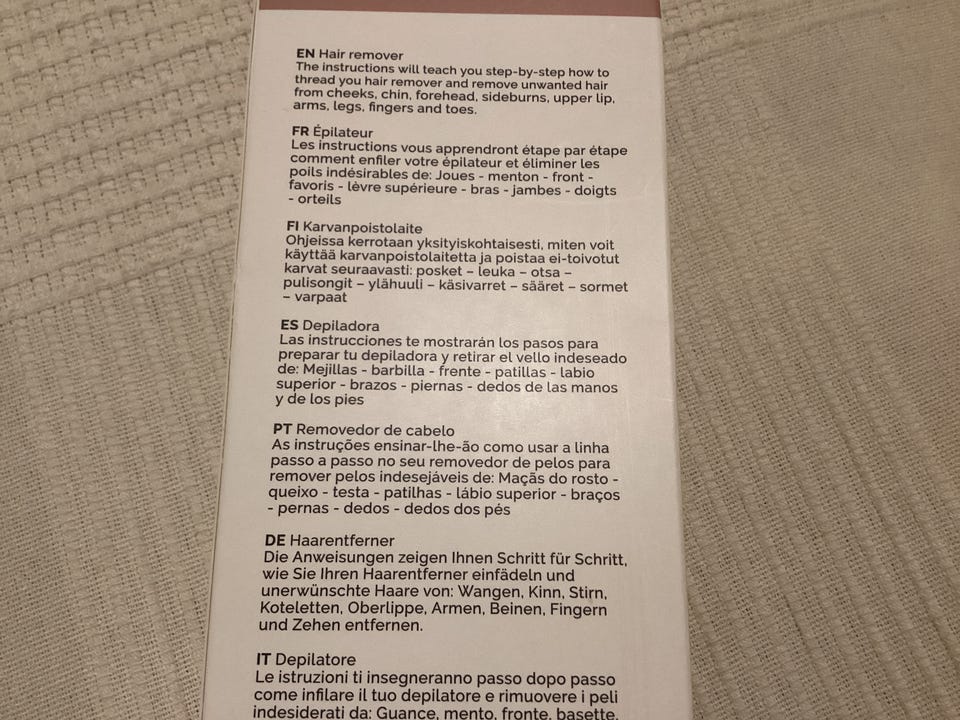 EN Hair remover
The instructions will teach you step-by-step how to
thread you hair remover and remove unwanted hair
from cheeks, chin, forehead, sideburns, upper lip,
arms, legs, fingers and toes.
FR Épilateur
Les instructions vous apprendront étape par étape
comment enfiler votre épilateur et éliminer les
poils indésirables de: Joues - menton - front -
favoris - lèvre supérieure - bras - jambes - doigts
- orteils
FI Karvanpoistolaite
Ohjeissa kerrotaan yksityiskohtaisesti, miten voit
käyttää karvanpoistolaitetta ja poistaa ei-toivotut
karvat seuraavasti: posket – leuka – otsa –
pulisongit – ylähuuli – käsivarret – sääret – sormet
– varpaat
ES Depiladora
Las instrucciones te mostrarán los pasos para
preparar tu depiladora y retirar el vello indeseado
de: Mejillas - barbilla - frente - patillas - labio
superior - brazos - piernas - dedos de las manos
y de los pies
PT Removedor de cabelo
As instruções ensinar-lhe-ão como usar a linha
passo a passo no seu removedor de pelos para
remover pelos indesejáveis de: Maçãs do rosto -
queixo - testa - patilhas - lábio superior - braços
- pernas - dedos - dedos dos pés
DE Haarentferner
Die Anweisungen zeigen Ihnen Schritt für Schritt,
wie Sie Ihren Haarentferner einfädeln und
unerwünschte Haare von: Wangen, Kinn, Stirn,
Koteletten, Oberlippe, Armen, Beinen, Fingern
und Zehen entfernen.
IT Depilatore
Le istruzioni ti insegneranno passo dopo passo
come infilare il tuo depilatore e rimuovere i peli
indesiderati da: Guance, mento, fronte, basette,